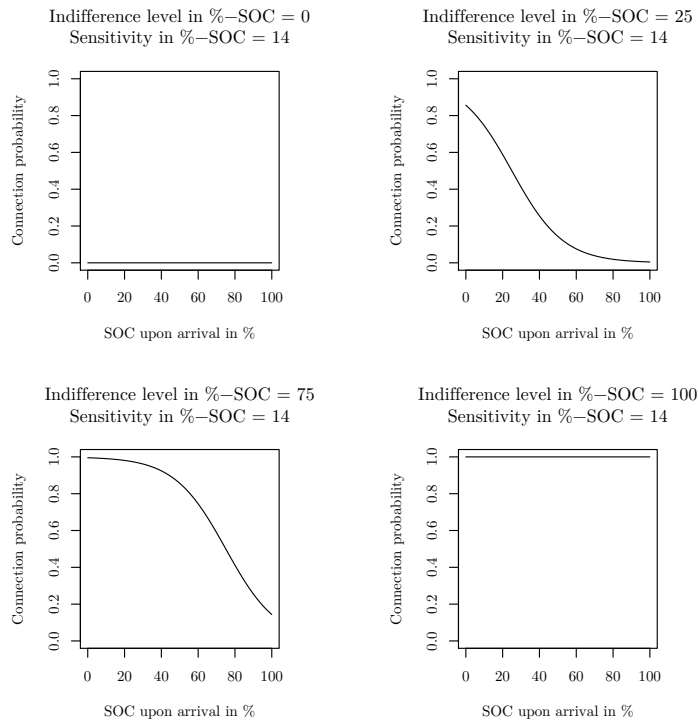 Indifference level in %−SOC = 0
Sensitivity in %−SOC = 14
Connection probability
1.0
0.8
0.6
0.4
0.2
0.0
0 20 40 60 80 100
SOC upon arrival in %
Indifference level in %−SOC = 25
Sensitivity in %−SOC = 14
Connection probability
1.0
0.8
0.6
0.4
0.2
0.0
0 20 40 60 80 100
SOC upon arrival in %
Indifference level in %−SOC = 75
Sensitivity in %−SOC = 14
Connection probability
1.0
0.8
0.6
0.4
0.2
0.0
0 20 40 60 80 100
SOC upon arrival in %
Indifference level in %−SOC = 100
Sensitivity in %−SOC = 14
Connection probability
1.0
0.8
0.6
0.4
0.2
0.0
0 20 40 60 80 100
SOC upon arrival in %